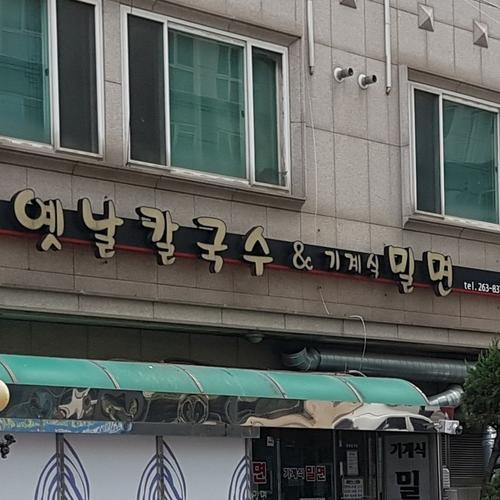 옛날칼국수 & 기계식 밀면
tel.263-83
면
기계식 밀면
기계식
밀